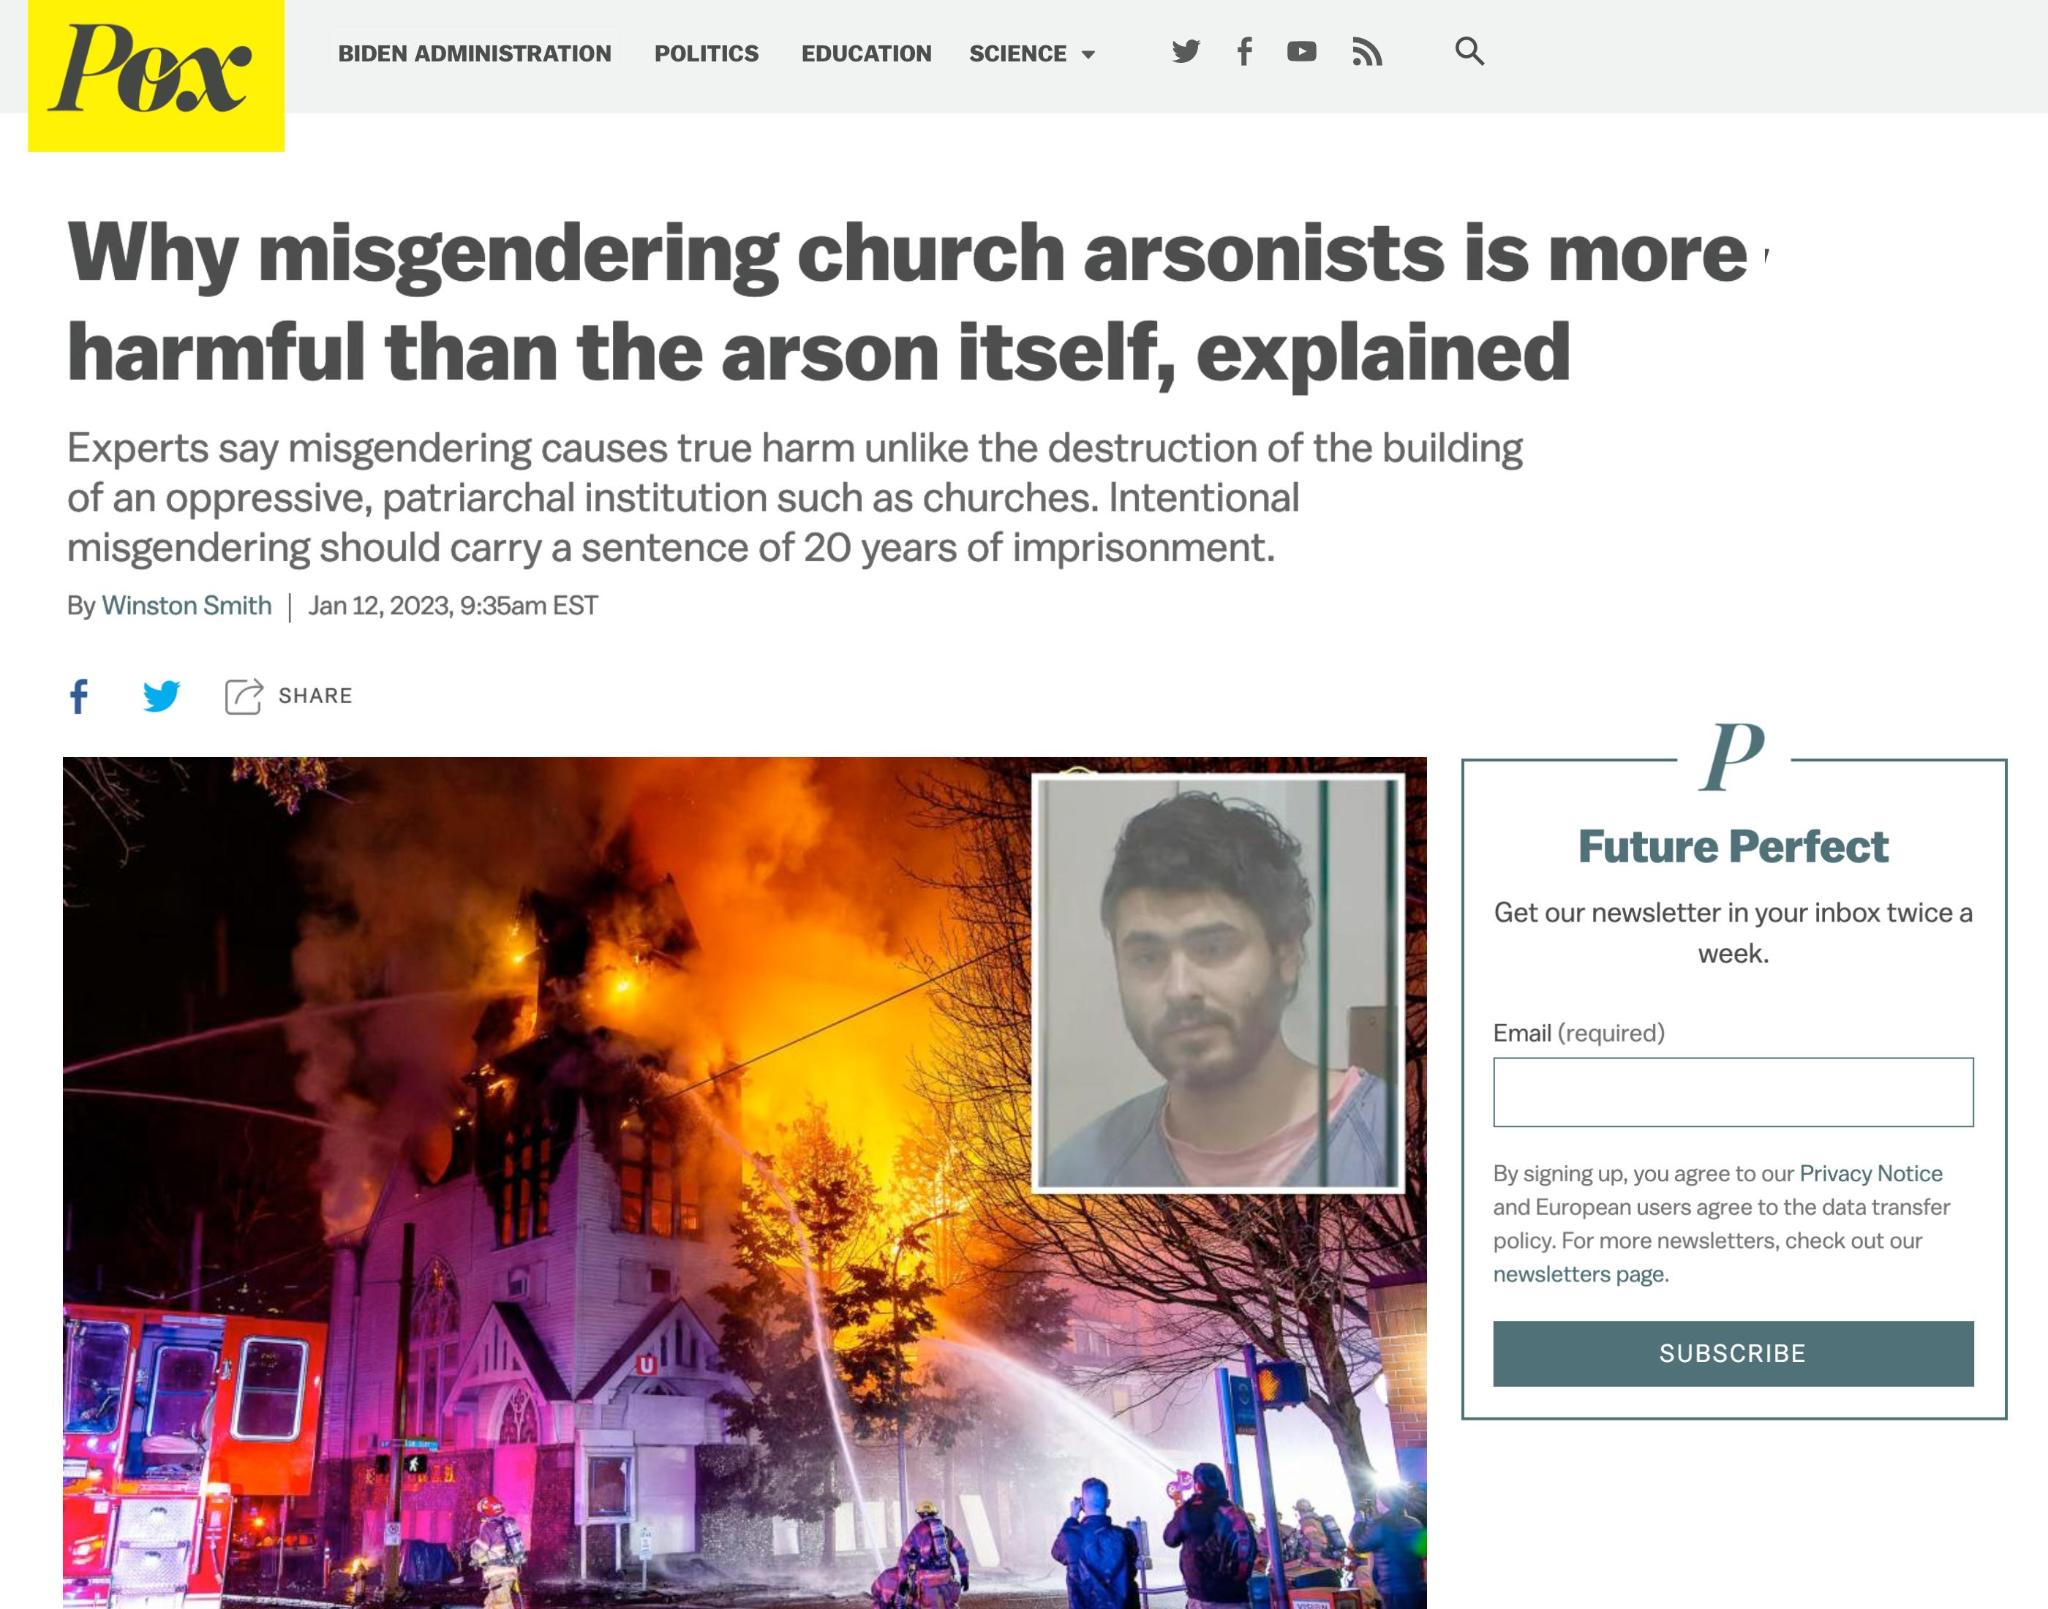 Pox
BIDEN ADMINISTRATION POLITICS EDUCATION SCIENCE
Why misgendering church arsonists is more
harmful than the arson itself, explained
Experts say misgendering causes true harm unlike the destruction of the building
of an oppressive, patriarchal institution such as churches. Intentional
misgendering should carry a sentence of 20 years of imprisonment.
By Winston Smith | Jan 12, 2023, 9:35am EST
SHARE
P
Future Perfect
Get our newsletter in your inbox twice a
week.
Email (required)
By signing up, you agree to our Privacy Notice
and European users agree to the data transfer
policy. For more newsletters, check out our
newsletters page.
SUBSCRIBE
U